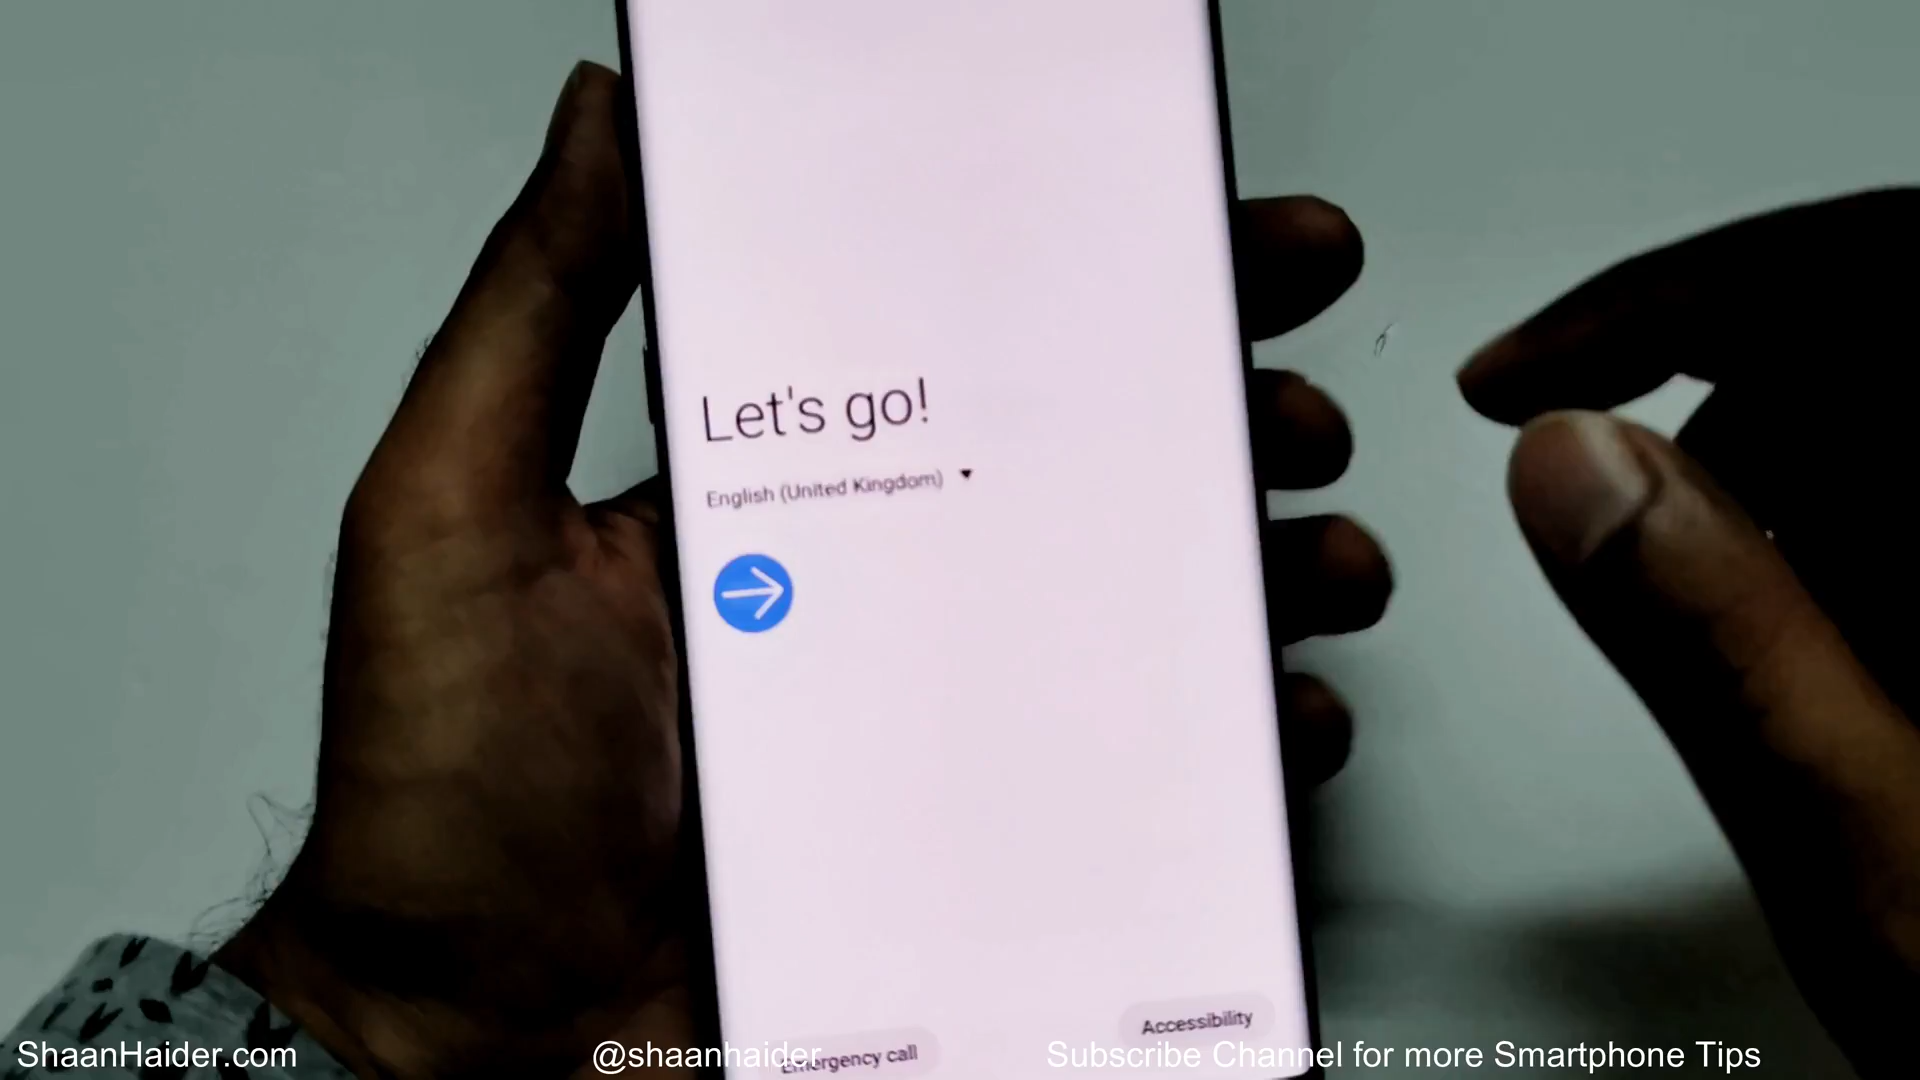 Let's go!
English (United Kingdom)
Accessibility
Emergency call
ShaanHaider.com
@shaanhaider
Subscribe Channel for more Smartphone Tips